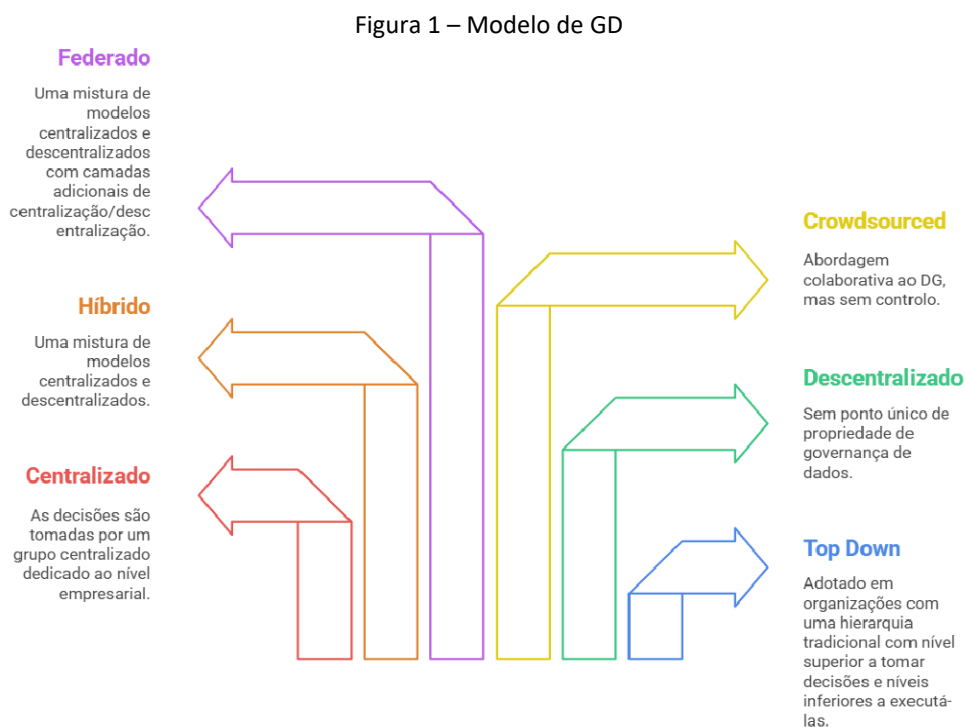 Figura 1 – Modelo de GD
Federado
Uma mistura de
modelos
centralizados e
descentralizados
com camadas
adicionais de
centralização/desc
entralização.
Híbrido
Uma mistura de
modelos
centralizados e
descentralizados.
Centralizado
As decisões são
tomadas por um
grupo centralizado
dedicado ao nível
empresarial.
Crowdsourced
Abordagem
colaborativa ao DG,
mas sem controlo.
Descentralizado
Sem ponto único de
propriedade de
governança de
dados.
Top Down
Adotado em
organizações com
uma hierarquia
tradicional com nível
superior a tomar
decisões e níveis
inferiores a executá-
las.